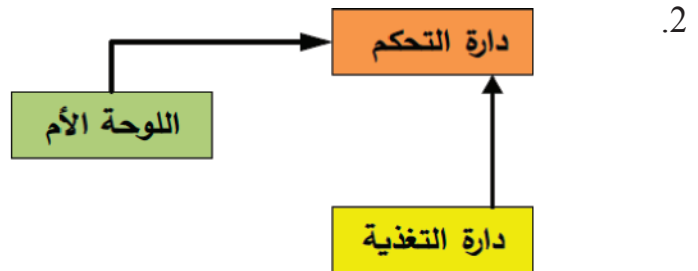 .2
دارة التحكم
اللوحة الأم
دارة التغذية